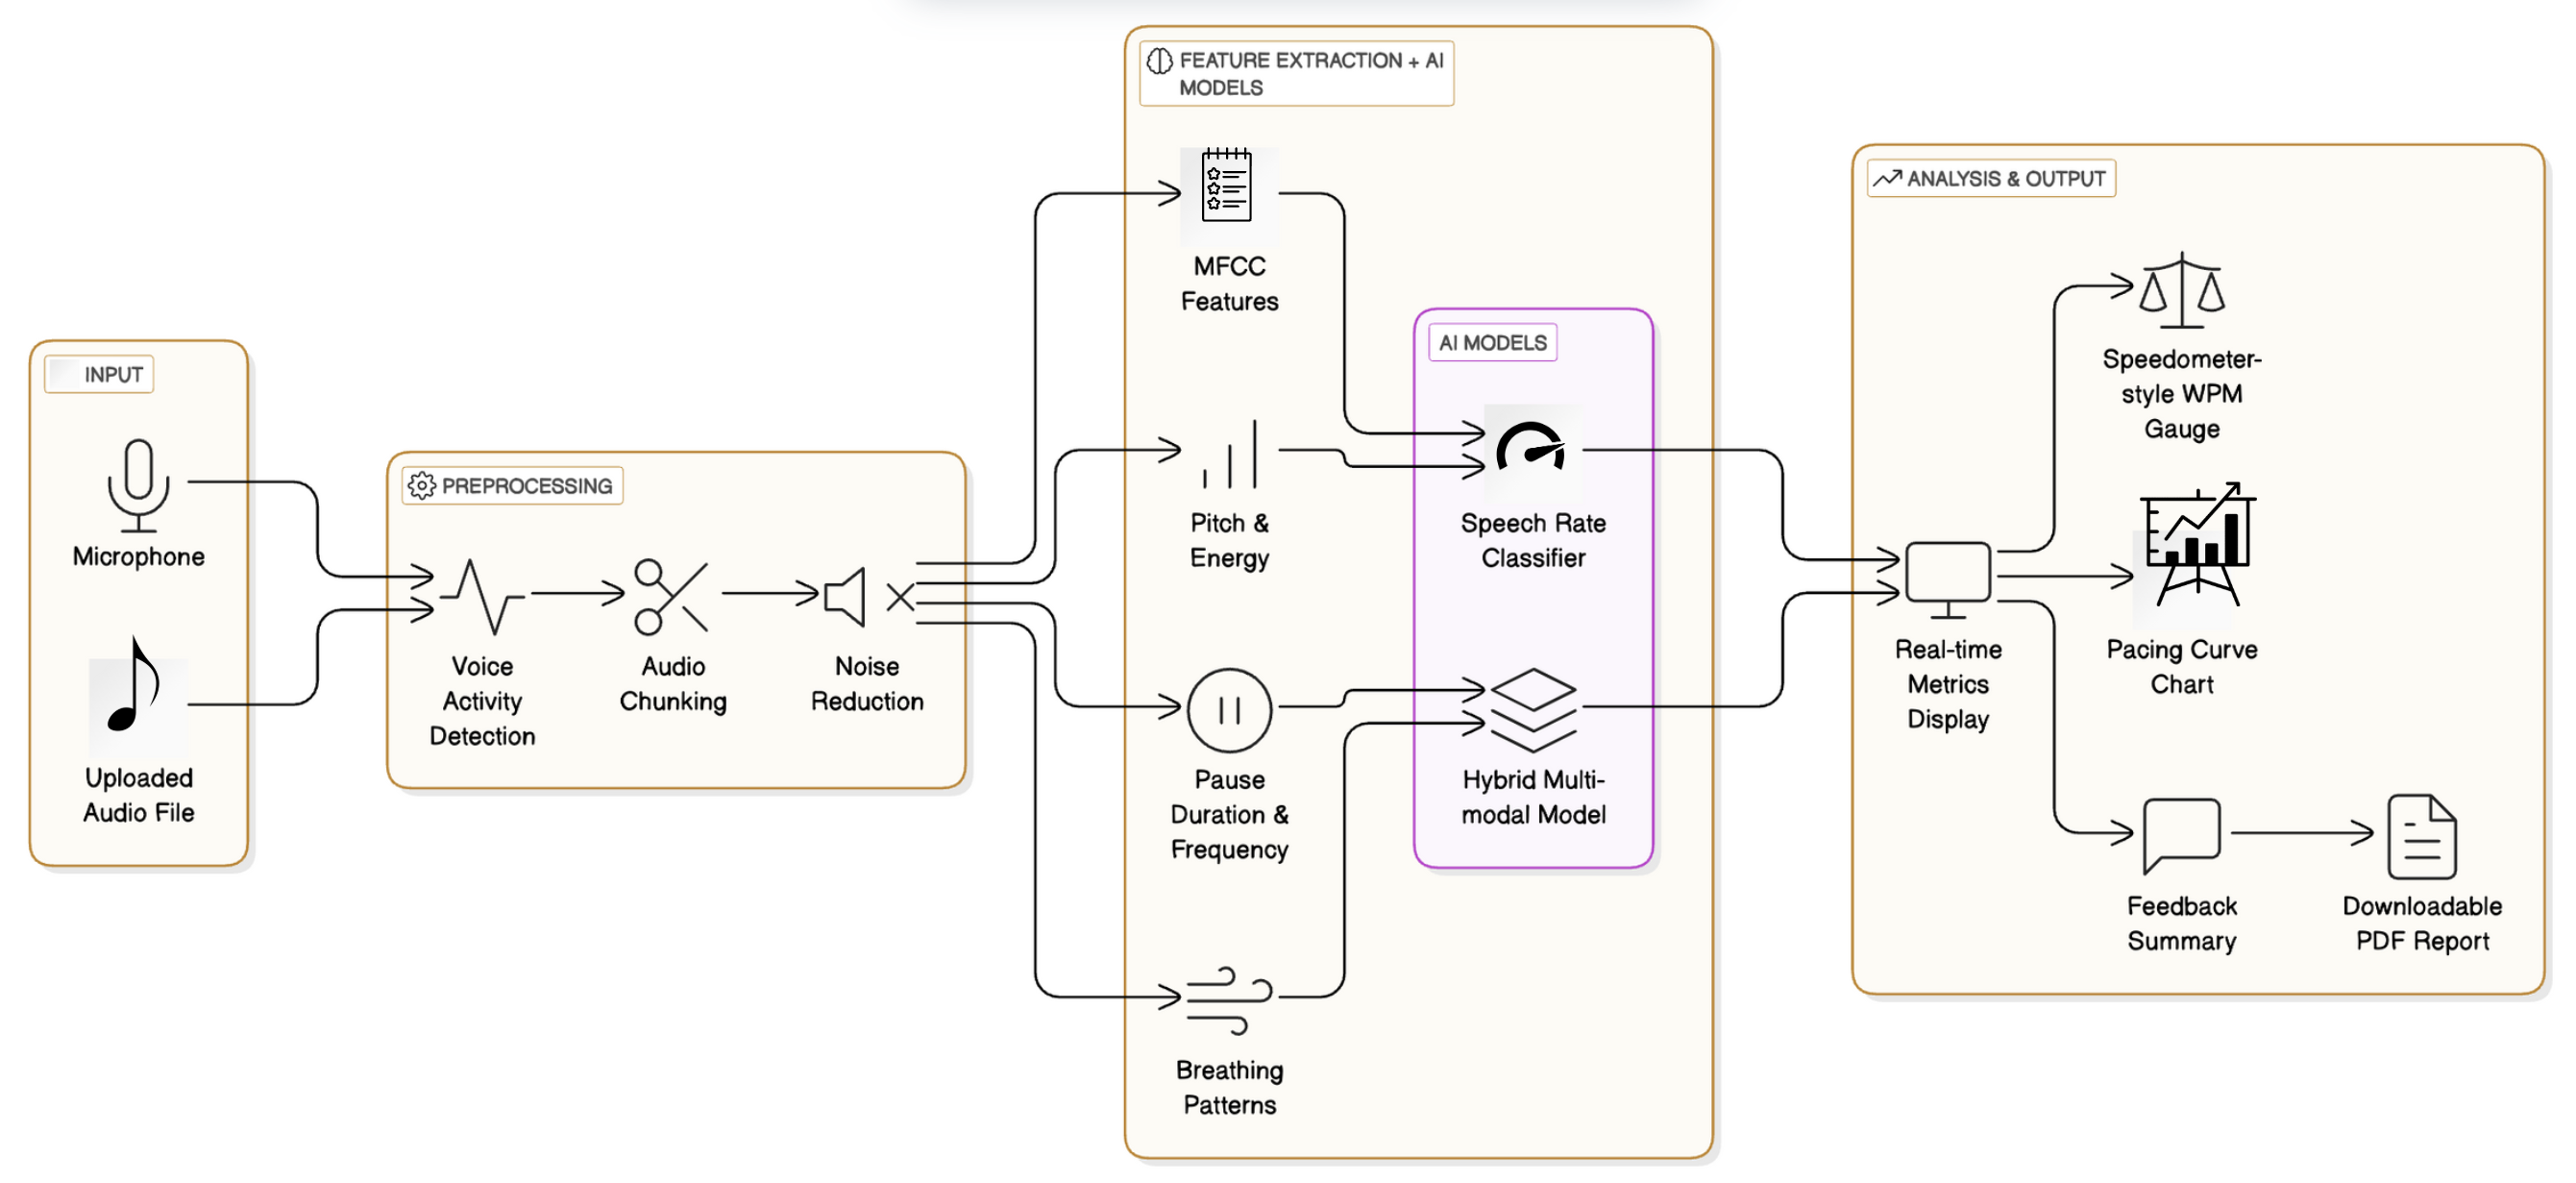 INPUT
Microphone
Uploaded
Audio File
PREPROCESSING
Voice
Activity
Detection
Audio
Chunking
Noise
Reduction
FEATURE EXTRACTION + AI
MODELS
MFCC
Features
Pitch &
Energy
Pause
Duration &
Frequency
Breathing
Patterns
AI MODELS
Speech Rate
Classifier
Hybrid Multi-
modal Model
ANALYSIS & OUTPUT
Real-time
Metrics
Display
Speedometer-
style WPM
Gauge
Pacing Curve
Chart
Feedback
Summary
Downloadable
PDF Report